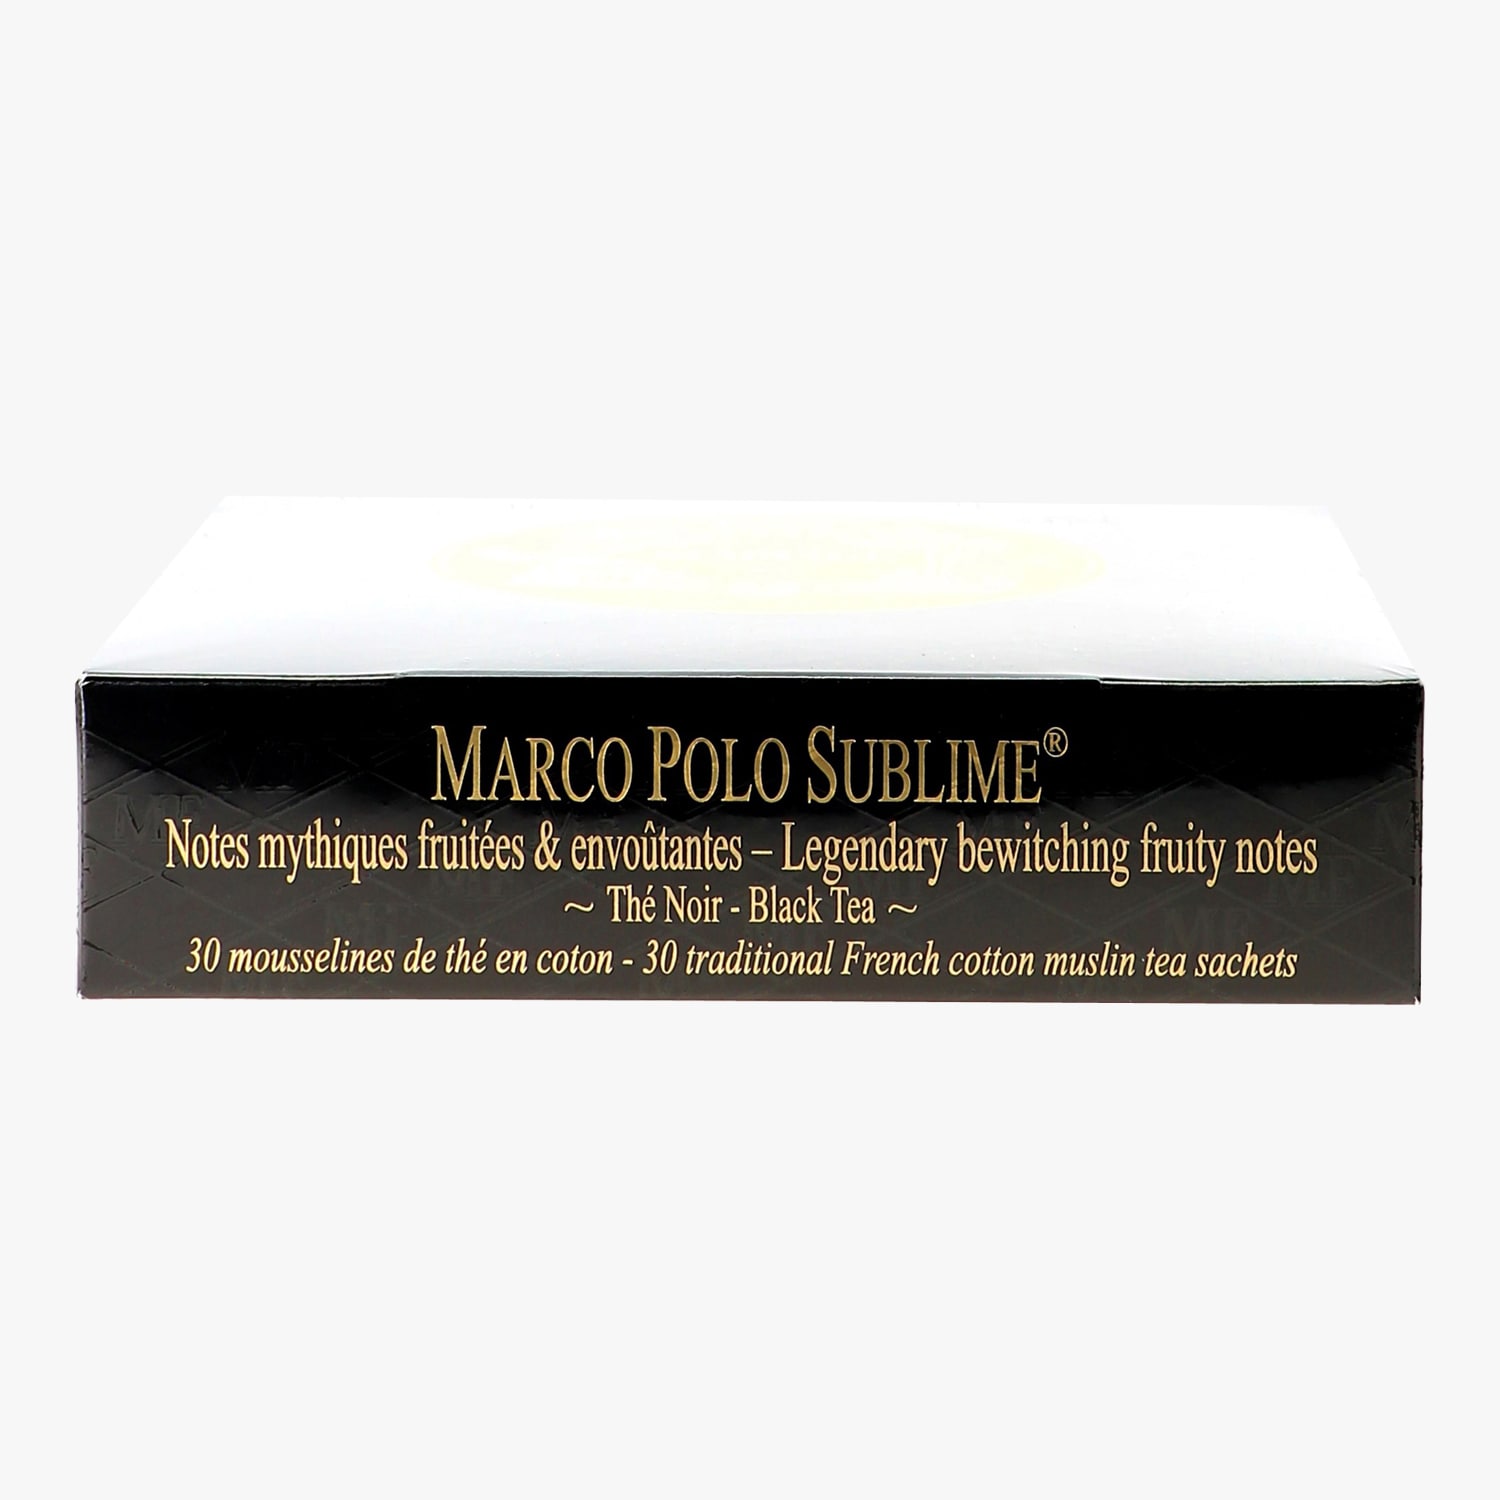 MARCO POLO SUBLIME®
Notes mythiques fruitées & envoûtantes – Legendary bewitching fruity notes
~ Thé Noir - Black Tea ~
30 mousselines de thé en coton - 30 traditional French cotton muslin tea sachets